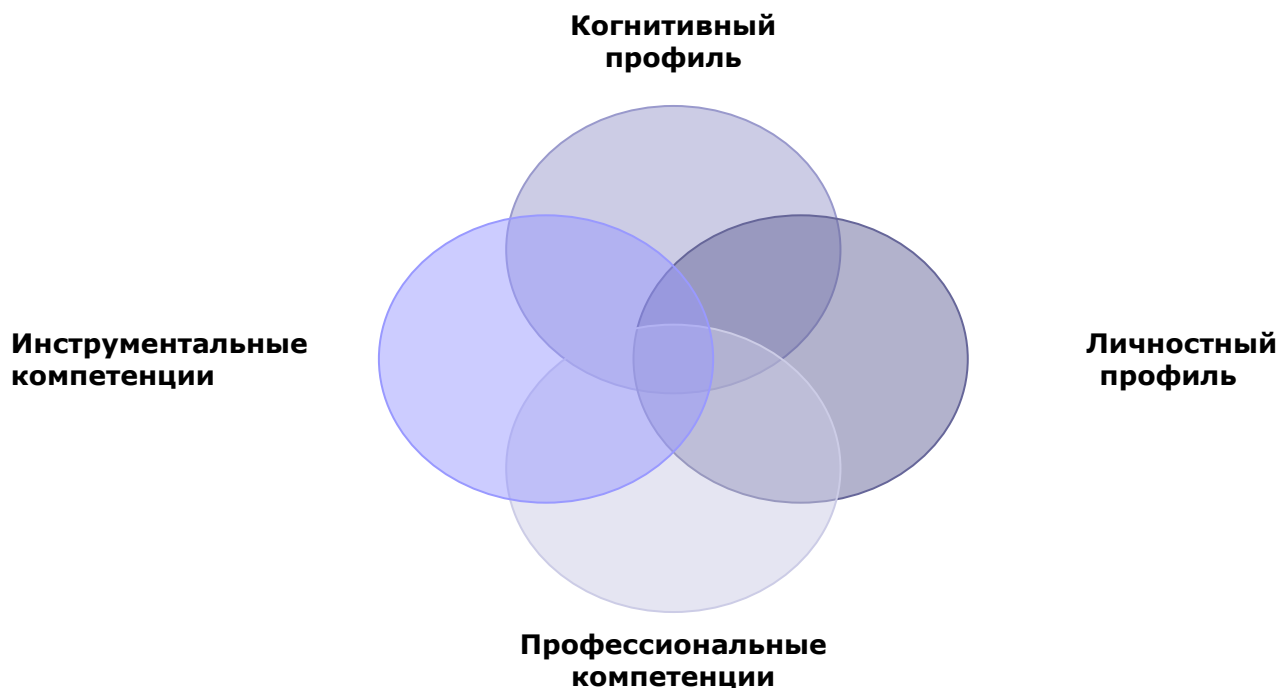 Когнитивный
профиль
Инструментальные
компетенции
Личностный
профиль
Профессиональные
компетенции